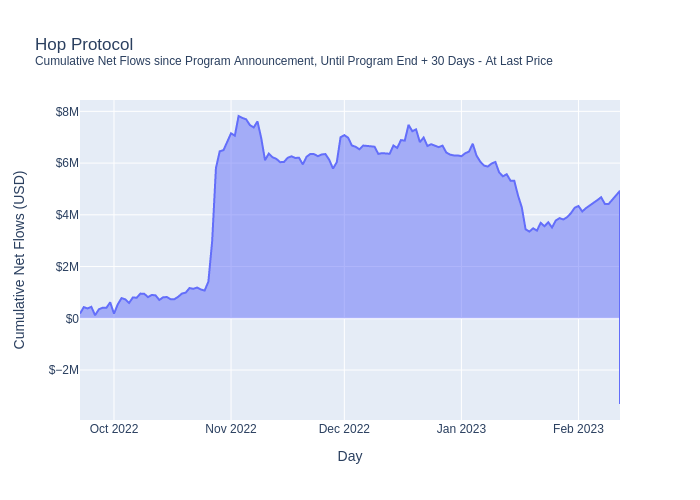 Hop Protocol
Cumulative Net Flows since Program Announcement, Until Program End + 30 Days - At Last Price
Cumulative Net Flows (USD)
$8M
$6M
$4M
$2M
$0
$−2M
Oct 2022
Nov 2022
Dec 2022
Jan 2023
Feb 2023
Day